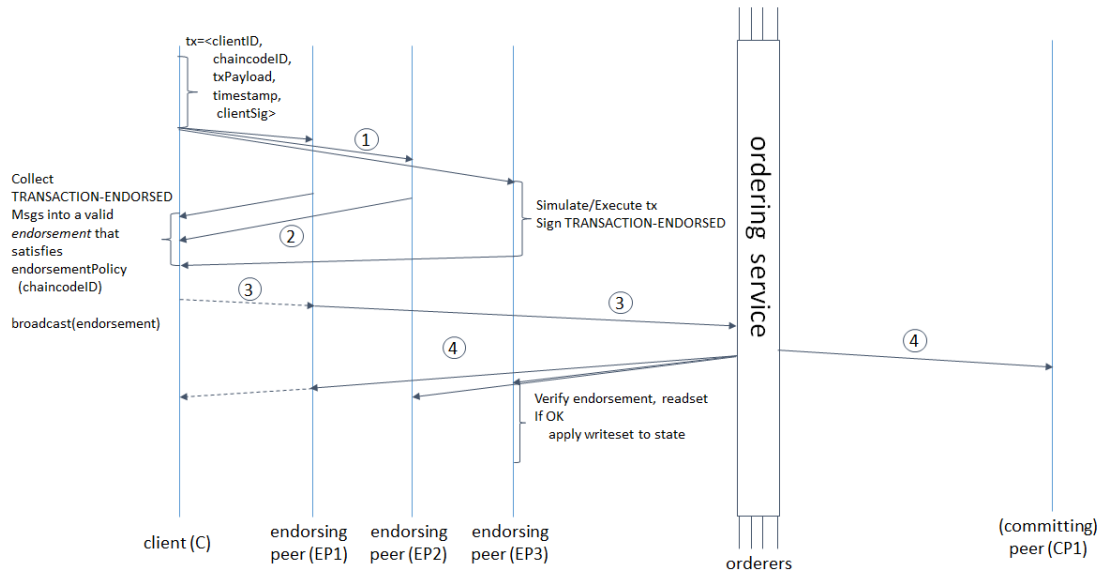 tx=<clientID,
chaincodeID,
txPayload,
timestamp,
clientSig>
1
Collect
TRANSACTION-ENDORSED
Msgs into a valid
endorsement that
satisfies
endorsementPolicy
(chaincodeID)
broadcast(endorsement)
2
Simulate/Execute tx
Sign TRANSACTION-ENDORSED
3
3
4
4
Verify endorsement, readset
If OK
apply writeset to state
ordering service
client (C)
endorsing
peer (EP1)
endorsing
peer (EP2)
endorsing
peer (EP3)
orderers
(committing)
peer (CP1)